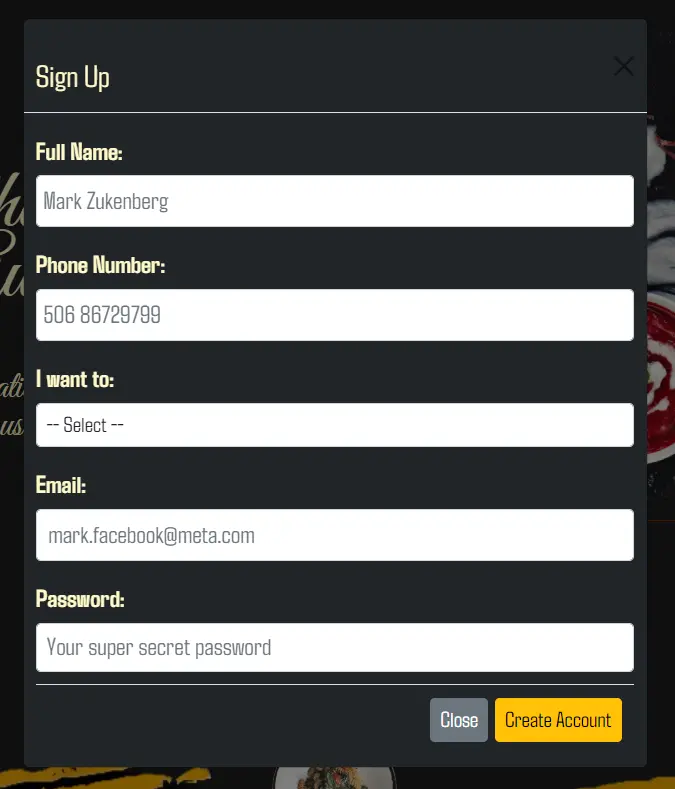 Sign Up
Full Name:
Mark Zukenberg
Phone Number:
506 86729799
I want to:
-- Select --
Email:
mark.facebook@meta.com
Password:
Your super secret password
Close Create Account